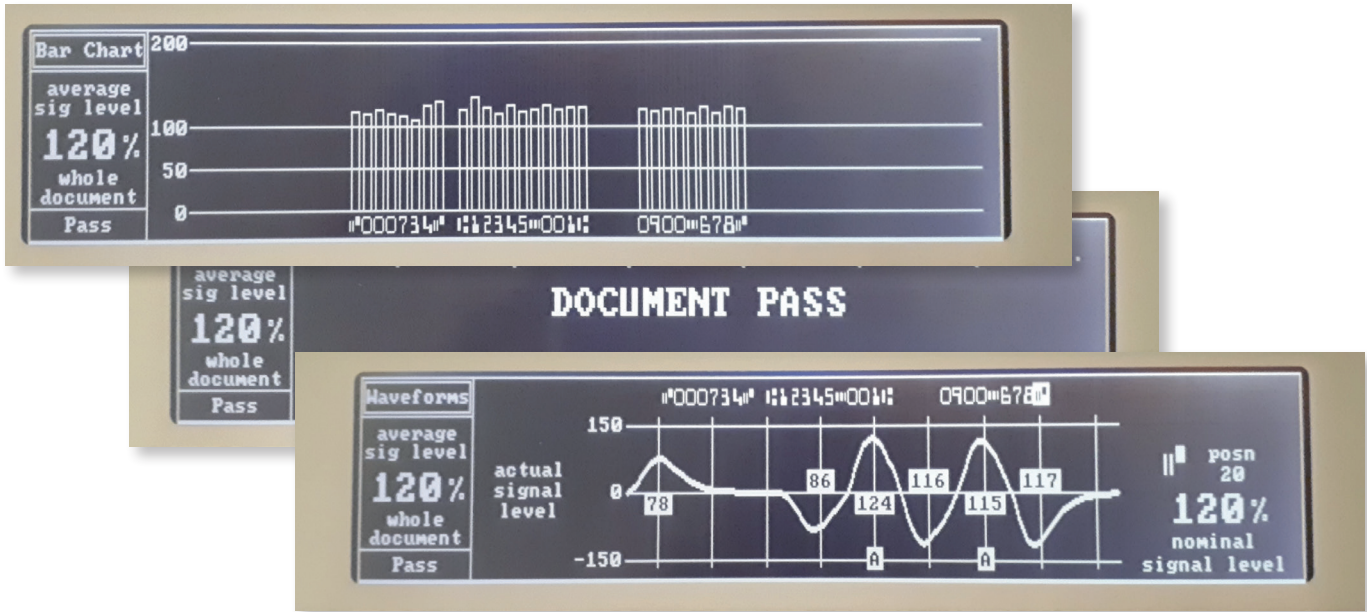 Bar Chart
average
sig level
120%
whole
document
Pass
200
100
50
0
⑈000734⑈ ⑆12345⑉001⑆ 0900⑉678⑈
average
sig level
120%
whole
document
Pass
DOCUMENT PASS
Waveforms
average
sig level
120%
whole
document
Pass
⑈000734⑈ ⑆12345⑉001⑆ 0900⑉678⑈
actual
signal
level
150
0
-150
78
86
124
116
115
117
A
A
⑈ posn
20
120%
nominal
signal level